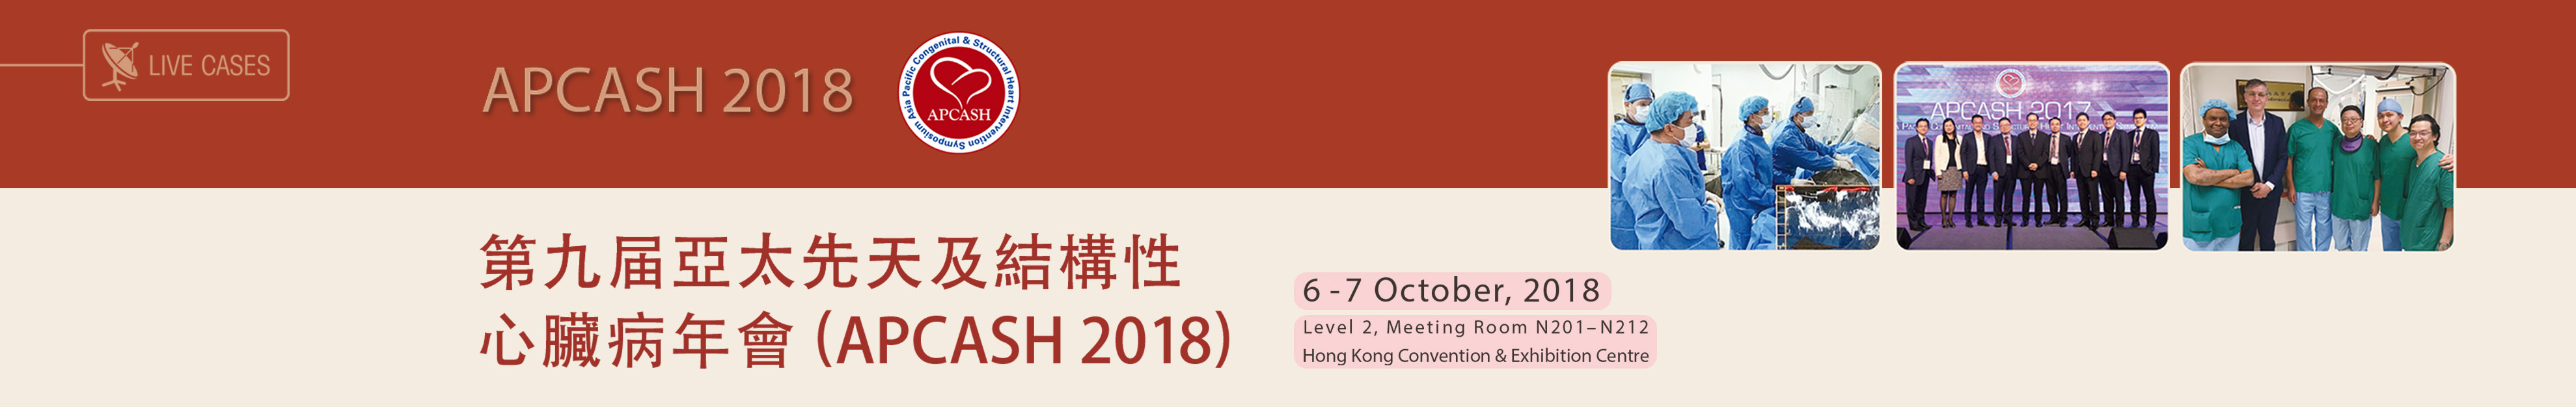 LIVE CASES
APCASH 2018
Asia Pacific Congenital & Structural Heart Intervention Symposium
APCASH
APCASH 2017
第九届亞太先天及結構性
心臟病年會 (APCASH 2018)
6 - 7 October, 2018
Level 2, Meeting Room N201–N212
Hong Kong Convention & Exhibition Centre